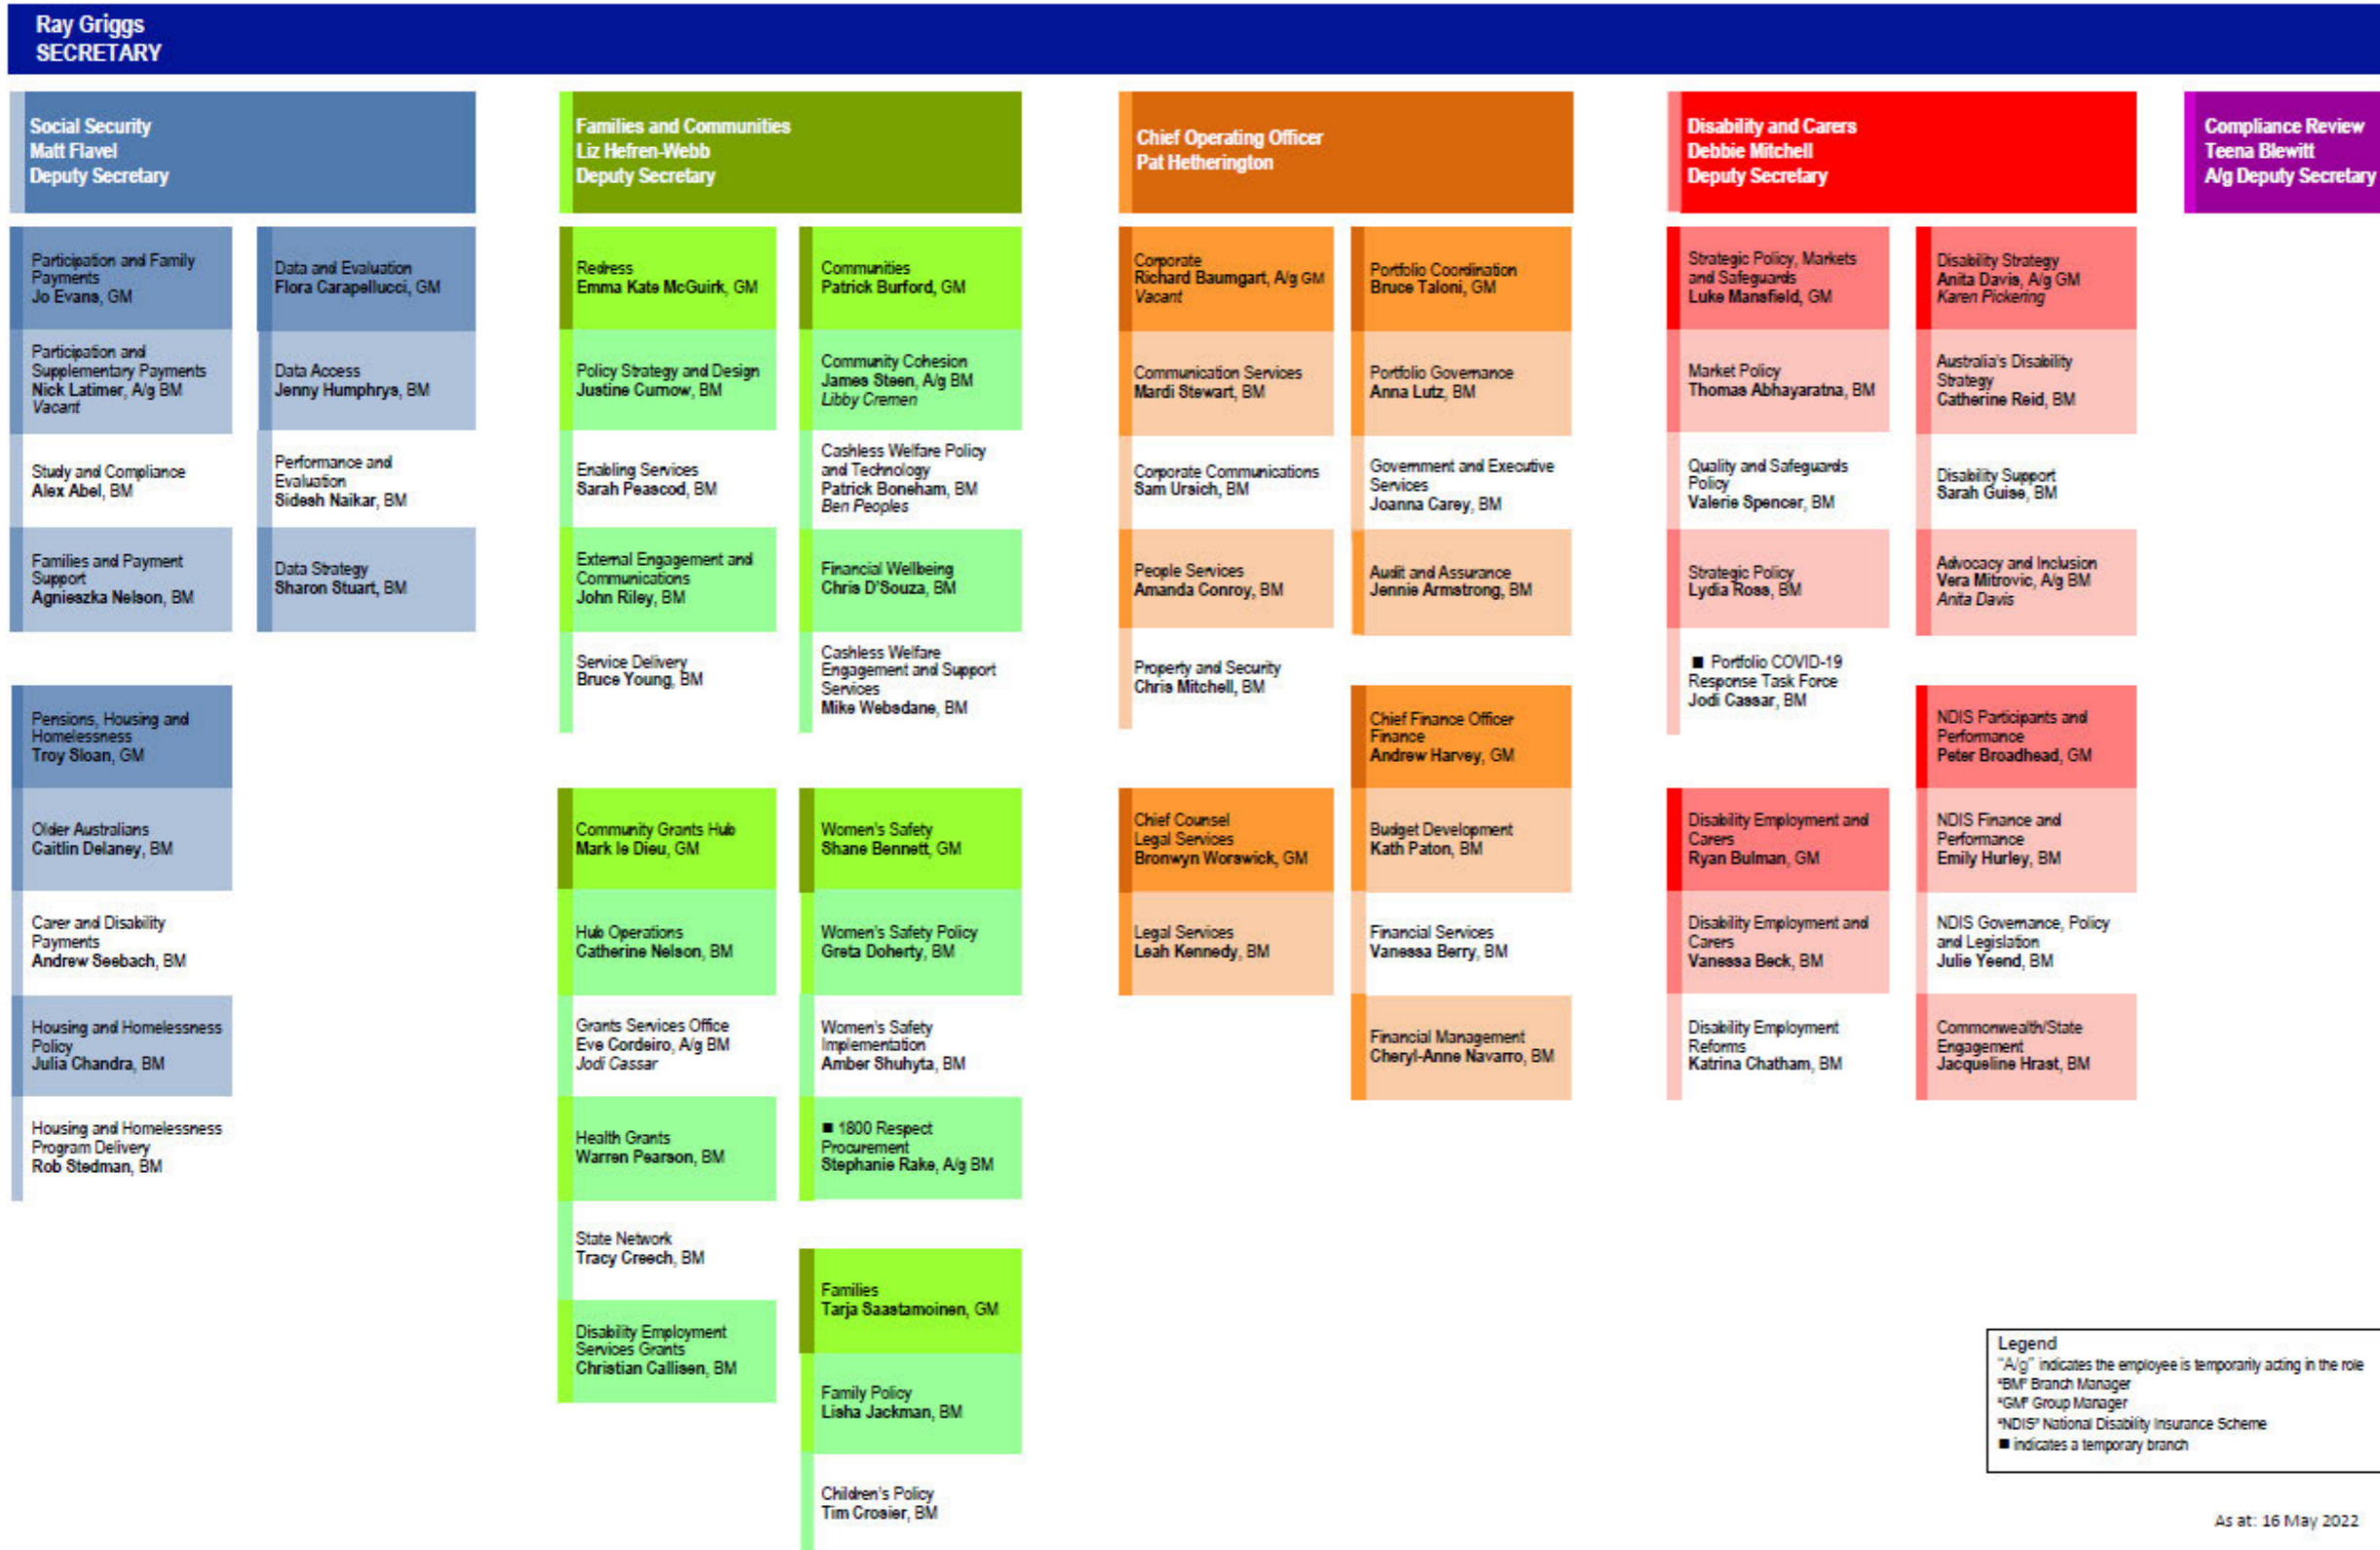 Ray Griggs
SECRETARY
Social Security
Matt Flavel
Deputy Secretary
Participation and Family
Payments
Jo Evans, GM
Participation and
Supplementary Payments
Nick Latimer, A/g BM
Vacant
Study and Compliance
Alex Abel, BM
Families and Payment
Support
Agnieszka Nelson, BM
Data and Evaluation
Flora Carapellucci, GM
Data Access
Jenny Humphrys, BM
Performance and
Evaluation
Sidesh Naikar, BM
Data Strategy
Sharon Stuart, BM
Pensions, Housing and
Homelessness
Troy Sloan, GM
Older Australians
Caitlin Delaney, BM
Carer and Disability
Payments
Andrew Seebach, BM
Housing and Homelessness
Policy
Julia Chandra, BM
Housing and Homelessness
Program Delivery
Rob Stedman, BM
Families and Communities
Liz Hefren-Webb
Deputy Secretary
Redress
Emma Kate McGuirk, GM
Policy Strategy and Design
Justine Curnow, BM
Enabling Services
Sarah Peascod, BM
External Engagement and
Communications
John Riley, BM
Service Delivery
Bruce Young, BM
Communities
Patrick Burford, GM
Community Cohesion
James Steen, A/g BM
Libby Cremen
Cashless Welfare Policy
and Technology
Patrick Boneham, BM
Ben Peoples
Financial Wellbeing
Chris D'Souza, BM
Cashless Welfare
Engagement and Support
Services
Mike Websdane, BM
Community Grants Hub
Mark le Dieu, GM
Hub Operations
Catherine Nelson, BM
Grants Services Office
Eve Cordeiro, A/g BM
Jodi Cassar
Health Grants
Warren Pearson, BM
State Network
Tracy Creech, BM
Disability Employment
Services Grants
Christian Callisen, BM
Women's Safety
Shane Bennett, GM
Women's Safety Policy
Greta Doherty, BM
Women's Safety
Implementation
Amber Shuhyta, BM
■ 1800 Respect
Procurement
Stephanie Rake, A/g BM
Families
Tarja Saastamoinen, GM
Family Policy
Lisha Jackman, BM
Children's Policy
Tim Crosier, BM
Chief Operating Officer
Pat Hetherington
Corporate
Richard Baumgart, A/g GM
Vacant
Communication Services
Mardi Stewart, BM
Corporate Communications
Sam Ursich, BM
People Services
Amanda Conroy, BM
Property and Security
Chris Mitchell, BM
Chief Counsel
Legal Services
Bronwyn Worswick, GM
Legal Services
Leah Kennedy, BM
Portfolio Coordination
Bruce Taloni, GM
Portfolio Governance
Anna Lutz, BM
Government and Executive
Services
Joanna Carey, BM
Audit and Assurance
Jennie Armstrong, BM
Chief Finance Officer
Finance
Andrew Harvey, GM
Budget Development
Kath Paton, BM
Financial Services
Vanessa Berry, BM
Financial Management
Cheryl-Anne Navarro, BM
Disability and Carers
Debbie Mitchell
Deputy Secretary
Strategic Policy, Markets
and Safeguards
Luke Mansfield, GM
Market Policy
Thomas Abhayaratna, BM
Quality and Safeguards
Policy
Valerie Spencer, BM
Strategic Policy
Lydia Ross, BM
■ Portfolio COVID-19
Response Task Force
Jodi Cassar, BM
Disability Employment and
Carers
Ryan Bulman, GM
Disability Employment and
Carers
Vanessa Beck, BM
Disability Employment
Reforms
Katrina Chatham, BM
Disability Strategy
Anita Davis, A/g GM
Karen Pickering
Australia's Disability
Strategy
Catherine Reid, BM
Disability Support
Sarah Guise, BM
Advocacy and Inclusion
Vera Mitrovic, A/g BM
Anita Davis
NDIS Participants and
Performance
Peter Broadhead, GM
NDIS Finance and
Performance
Emily Hurley, BM
NDIS Governance, Policy
and Legislation
Julie Yeend, BM
Commonwealth/State
Engagement
Jacqueline Hrast, BM
Compliance Review
Teena Blewitt
A/g Deputy Secretary
Legend
"A/g" indicates the employee is temporarily acting in the role
"BM" Branch Manager
"GM" Group Manager
"NDIS" National Disability Insurance Scheme
■ indicates a temporary branch
As at: 16 May 2022